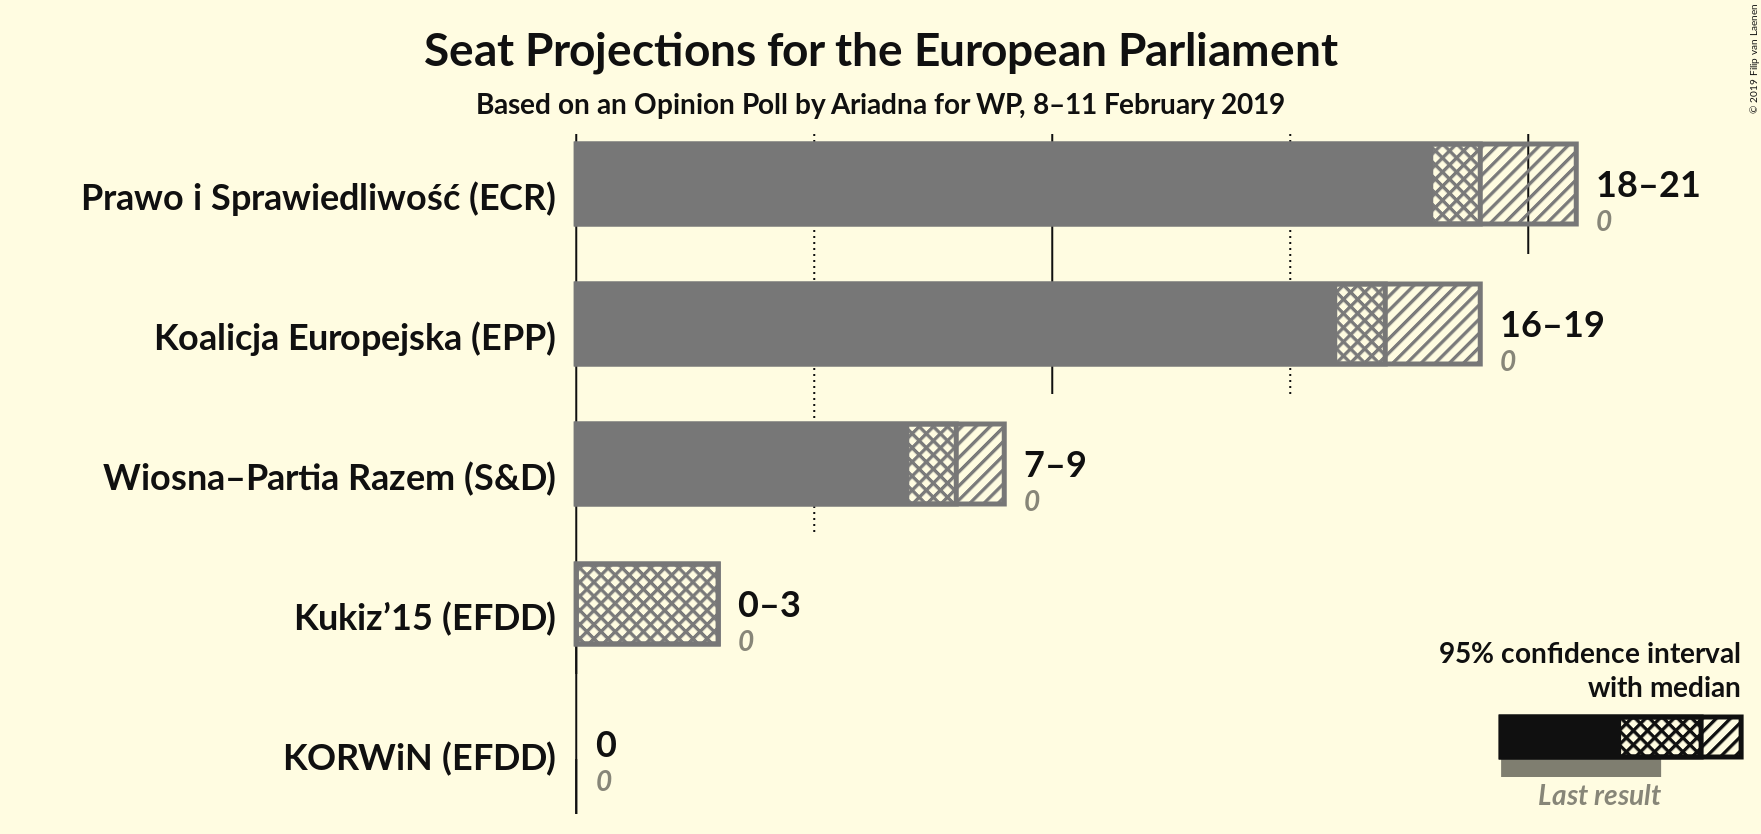 Seat Projections for the European Parliament
Based on an Opinion Poll by Ariadna for WP, 8–11 February 2019
© 2019 Filip van Laenen
Prawo i Sprawiedliwość (ECR)
18–21
0
Koalicja Europejska (EPP)
16–19
0
Wiosna–Partia Razem (S&D)
7–9
0
Kukiz’15 (EFDD)
0–3
0
KORWiN (EFDD)
0
0
95% confidence interval
with median
Last result